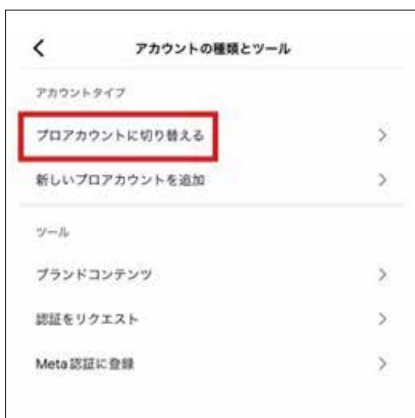 アカウントの種類とツール
アカウントタイプ
プロアカウントに切り替える
新しいプロアカウントを追加
ツール
ブランドコンテンツ
認証をリクエスト
Meta認証に登録